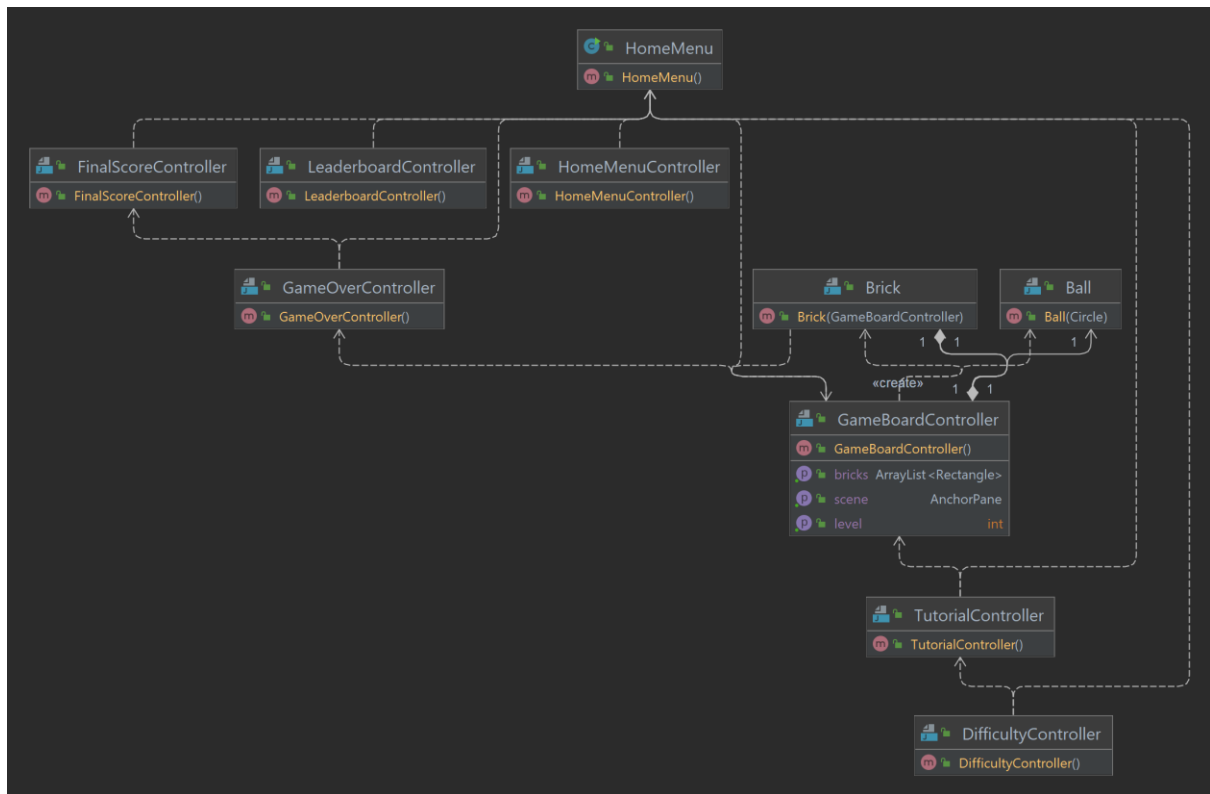 HomeMenu
HomeMenu()
FinalScoreController
FinalScoreController()
LeaderboardController
LeaderboardController()
HomeMenuController
HomeMenuController()
GameOverController
GameOverController()
Brick
Brick(GameBoardController)
Ball
Ball(Circle)
1 1
1
«create»
1 1
GameBoardController
GameBoardController()
bricks ArrayList<Rectangle>
scene AnchorPane
level int
TutorialController
TutorialController()
DifficultyController
DifficultyController()